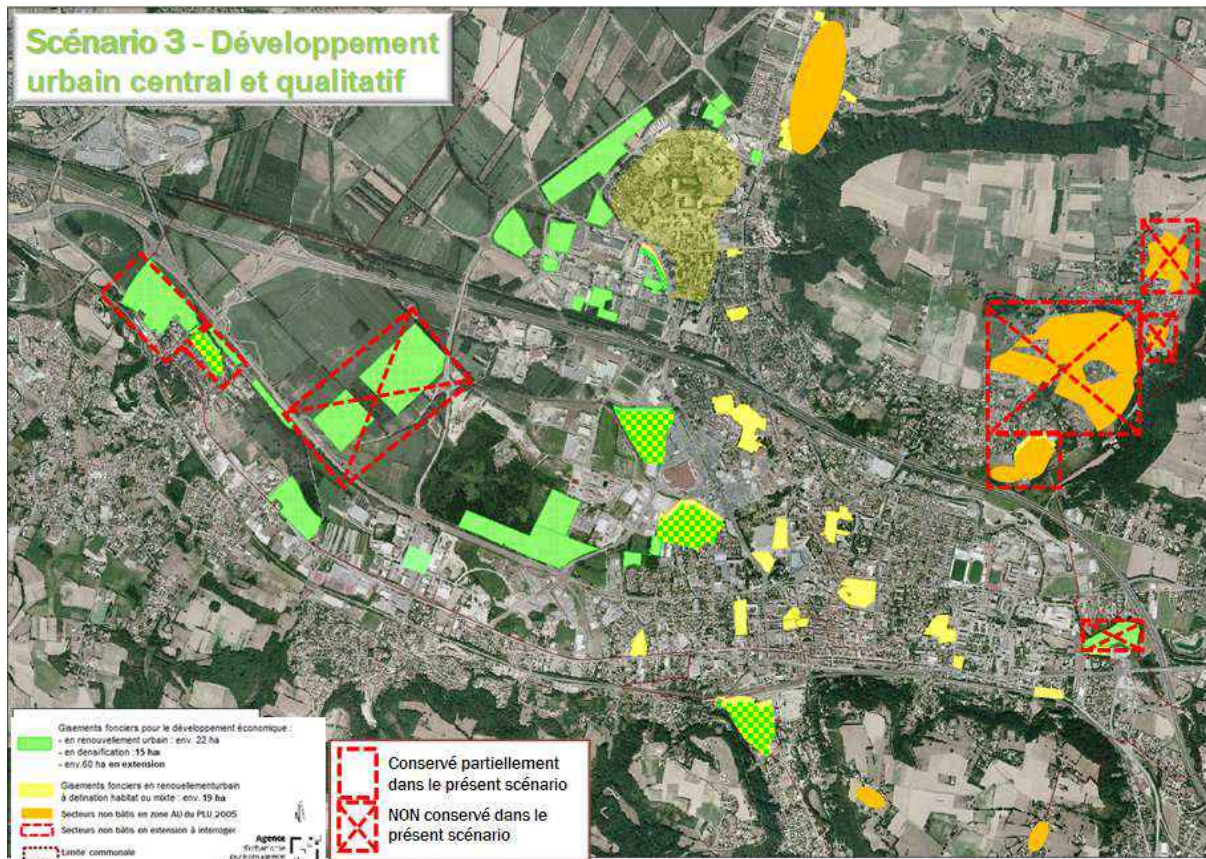 Scénario 3 - Développement
urbain central et qualitatif
Gisements fonciers pour le développement économique :
- en renouvellement urbain : env. 22 ha
- en densification :15 ha
- env.60 ha en extension
Gisements fonciers en renouellementurbain
à detination habitat ou mixte : env. 19 ha
Secteurs non bâtis en zone AU du PLU 2005
Secteurs non bâtis en extension à interroger
Limite communale
Agence
Conservé partiellement
dans le présent scénario
NON conservé dans le
présent scénario